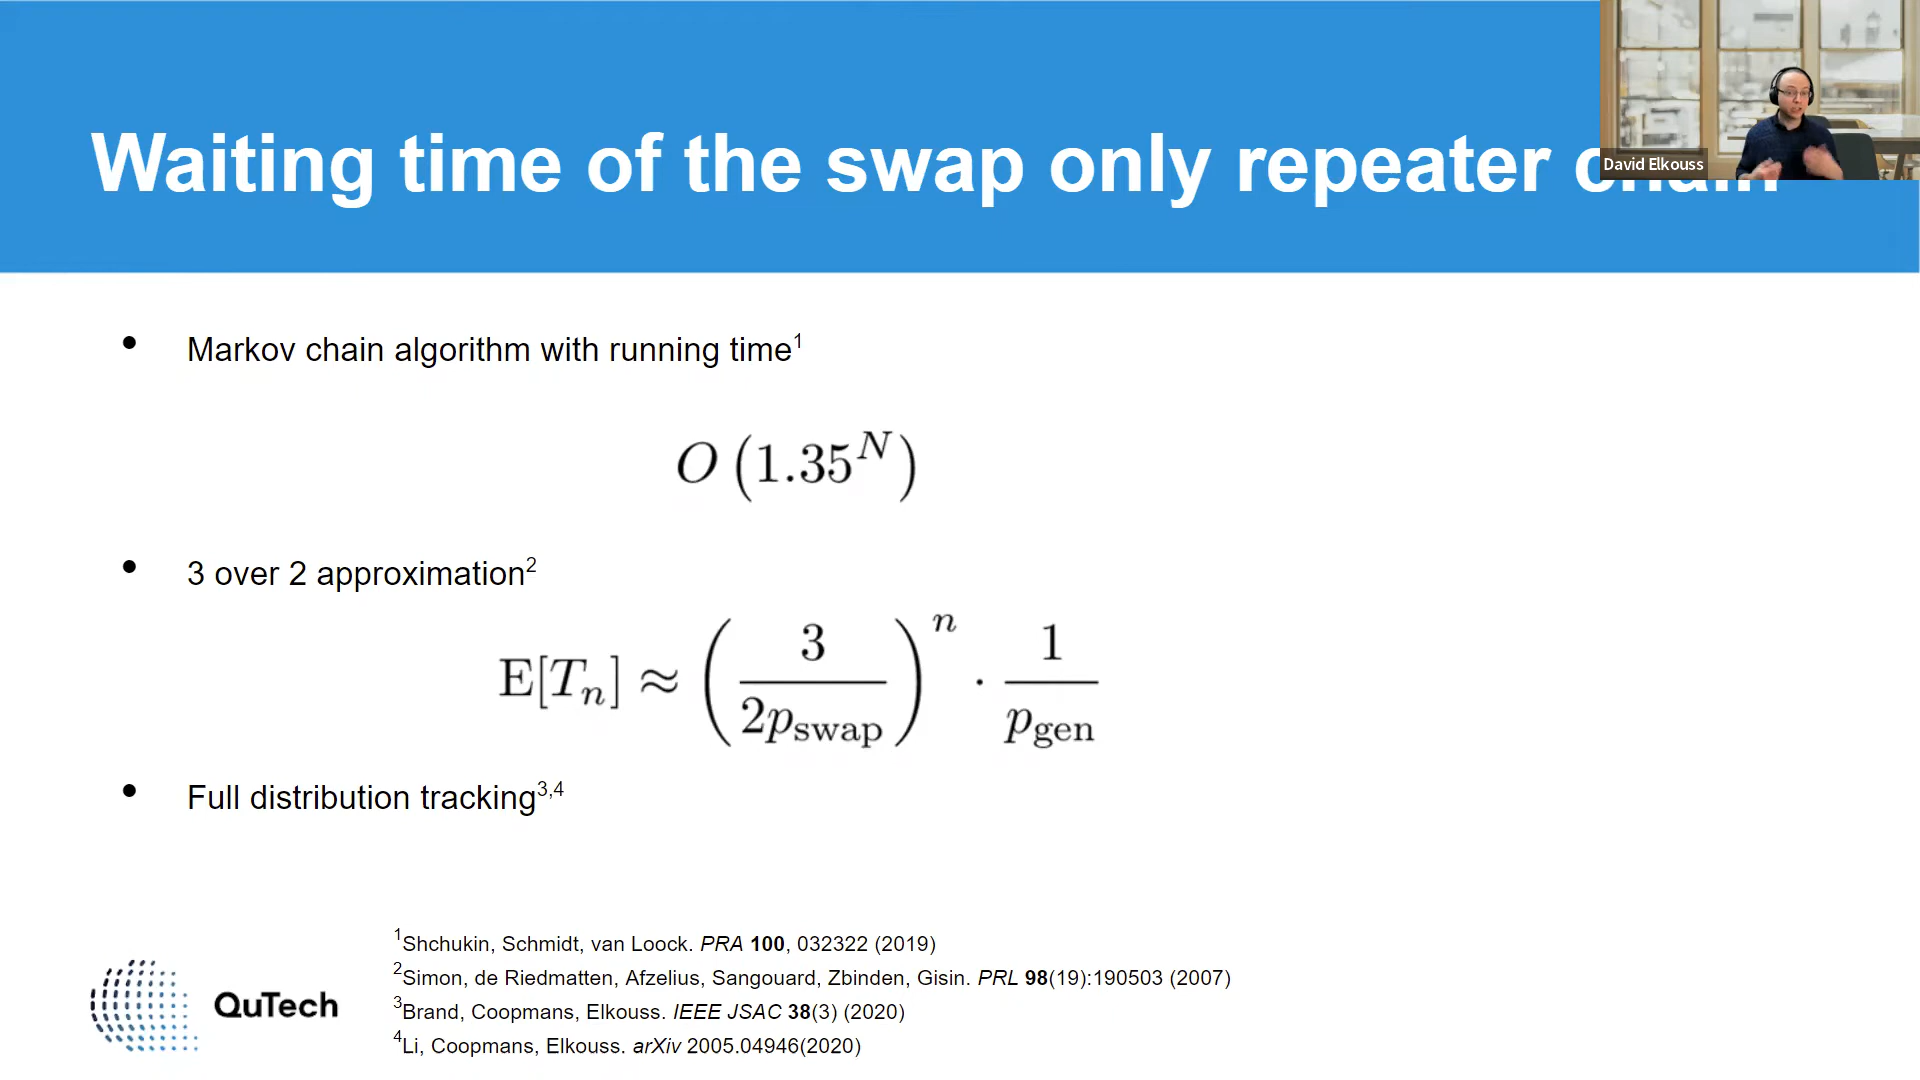 Waiting time of the swap only repeater chain
David Elkouss
• Markov chain algorithm with running time¹
O (1.35^N)
• 3 over 2 approximation²
E[T_n] ≈ (3 / 2p_swap)^n · 1 / p_gen
• Full distribution tracking³,⁴
¹Shchukin, Schmidt, van Loock. PRA 100, 032322 (2019)
²Simon, de Riedmatten, Afzelius, Sangouard, Zbinden, Gisin. PRL 98(19):190503 (2007)
³Brand, Coopmans, Elkouss. IEEE JSAC 38(3) (2020)
⁴Li, Coopmans, Elkouss. arXiv 2005.04946(2020)
QuTech